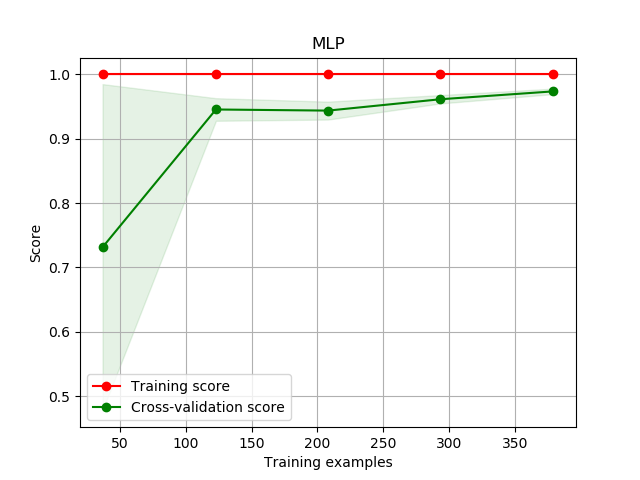 MLP
1.0
0.9
0.8
0.7
0.6
0.5
Score
Training score
Cross-validation score
50 100 150 200 250 300 350
Training examples